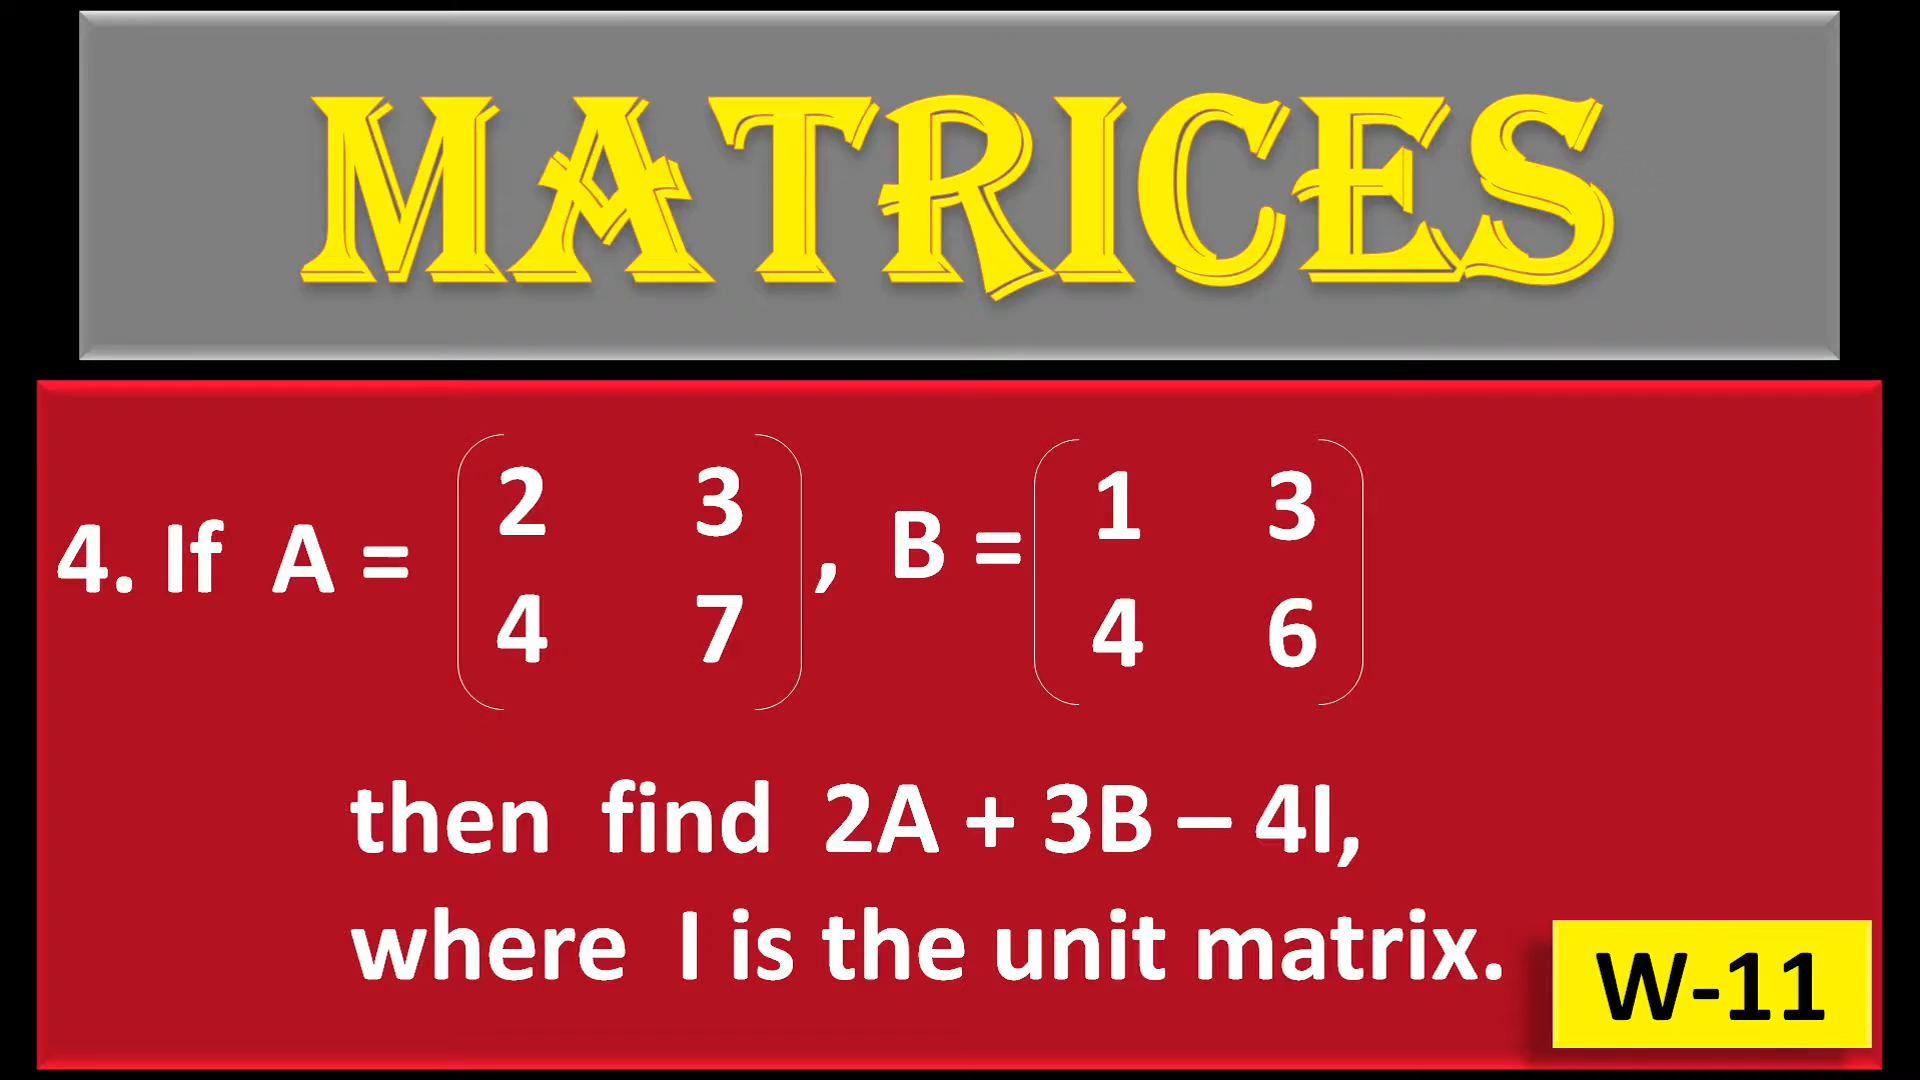 MATRICES
2 3 1 3
4. If A = , B =
4 7 4 6
then find 2A + 3B – 4I,
where I is the unit matrix.
W-11